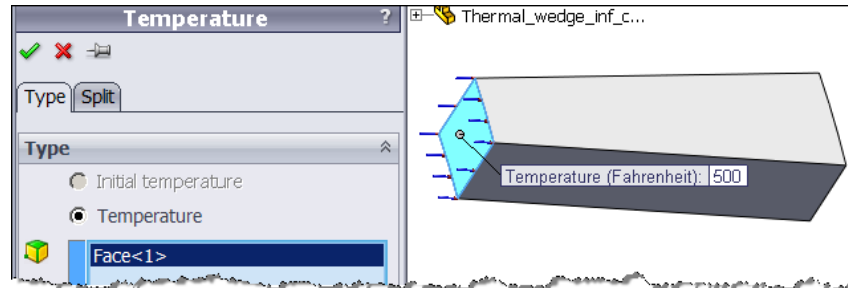 Temperature ?
Thermal_wedge_inf_c...
Type Split
Type
Initial temperature
Temperature
Face<1>
Temperature (Fahrenheit): 500